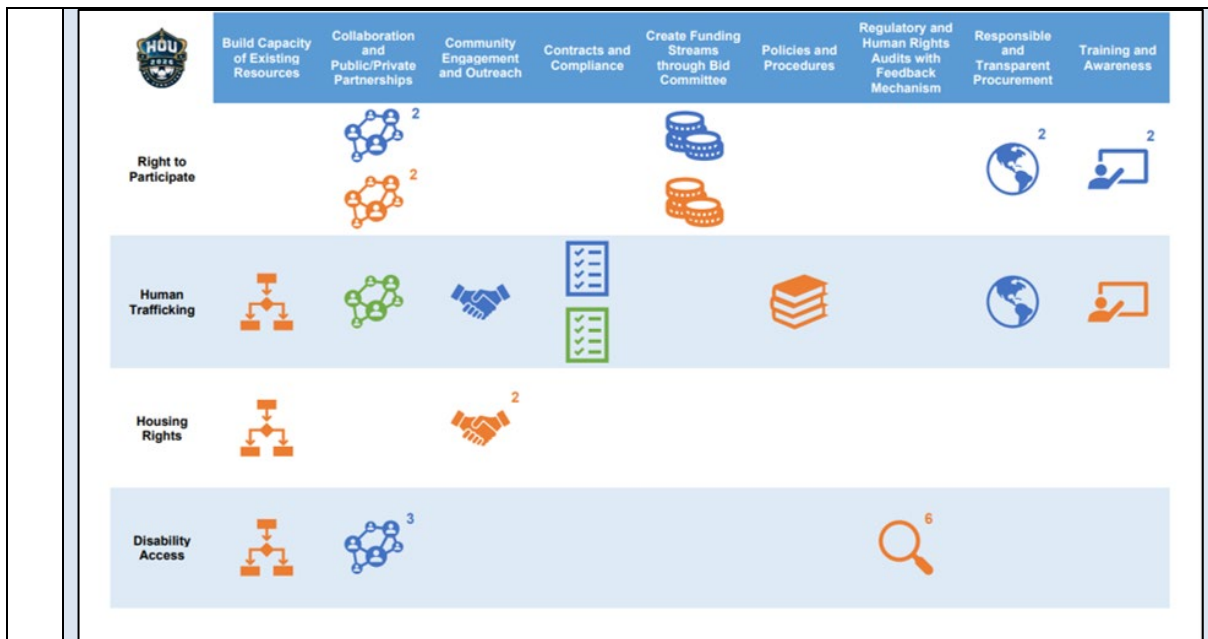 HOU
2026
Build Capacity
of Existing
Resources
Collaboration
and
Public/Private
Partnerships
Community
Engagement
and Outreach
Contracts and
Compliance
Create Funding
Streams
through Bid
Committee
Policies and
Procedures
Regulatory and
Human Rights
Audits with
Feedback
Mechanism
Responsible
and
Transparent
Procurement
Training and
Awareness
Right to
Participate
2
2
2
2
Human
Trafficking
Housing
Rights
2
Disability
Access
3
6